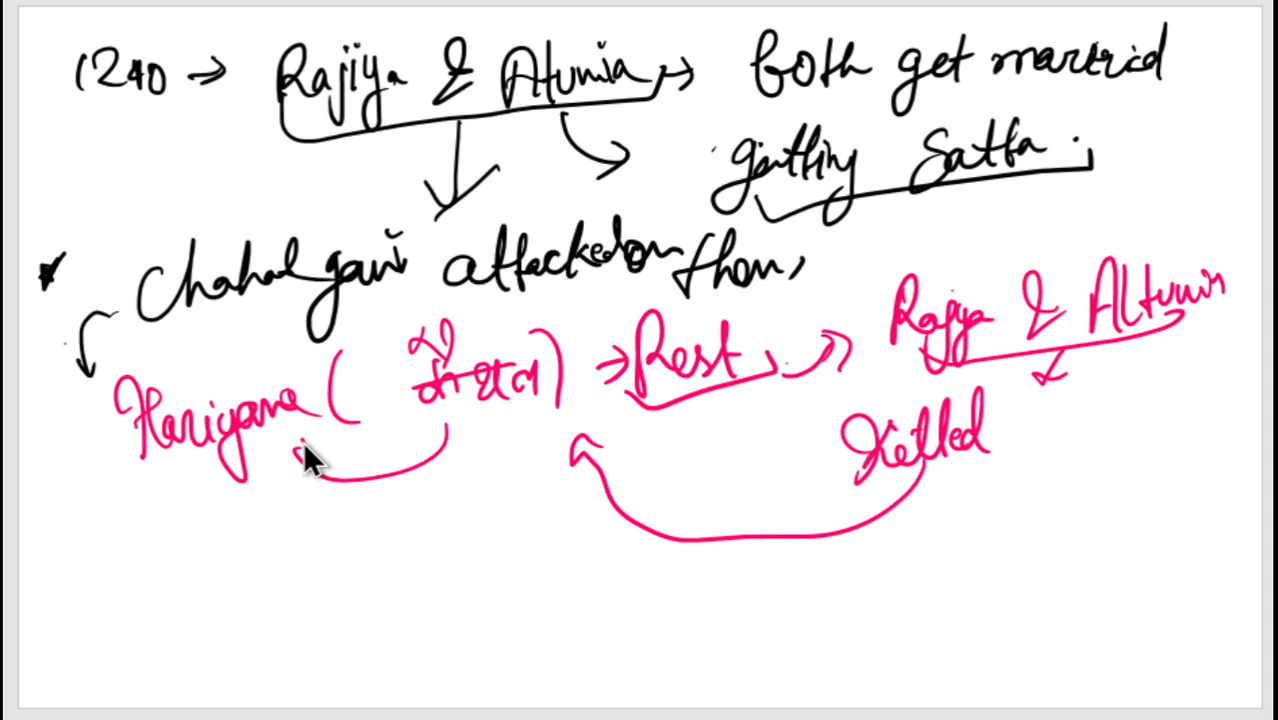 1240 → Rajiya & Altunia → both get married
getting Satta.
* Chahalgani attacked on them,
Hariyana ( कैथल ) → Rest → Rajiya & Altunia
Killed